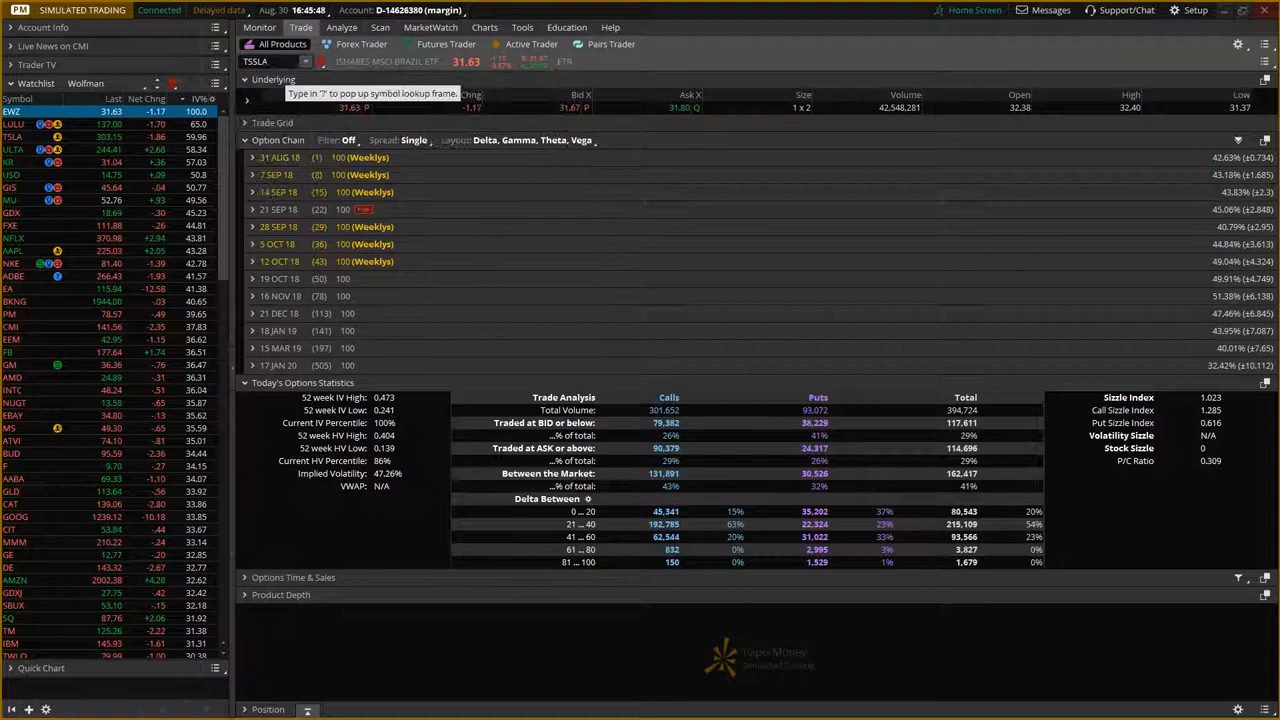 PM SIMULATED TRADING Connected Delayed data Aug, 30 16:45:48 Account: D-14626380 (margin) Home Screen Messages Support/Chat Setup
Account Info
Live News on CMI
Trader TV
Watchlist Wolfman
Symbol Last Net Chng IV%
EWZ 31.63 -1.17 100.0
LULU 137.00 -1.70 65.0
TSLA 303.15 -1.86 59.96
ULTA 244.41 +2.68 58.34
KR 31.04 +.36 57.03
USO 14.75 +.09 50.8
GIS 45.64 -.04 50.77
MU 52.76 +.93 49.56
GDX 18.69 -.30 45.23
FXE 111.88 -.26 44.81
NFLX 370.98 +2.94 43.81
AAPL 225.03 +2.05 43.28
NKE 81.40 -1.39 42.78
ADBE 266.43 -1.93 41.57
EA 115.94 -12.58 41.38
BKNG 1944.00 -.03 40.65
PM 78.57 -.49 39.65
CMI 141.56 -2.35 37.83
EEM 42.95 -1.15 36.62
FB 177.64 +1.74 36.51
GM 36.36 -.76 36.47
AMD 24.89 -.31 36.31
INTC 48.24 -.51 36.04
NUGT 13.58 -.65 35.97
EBAY 34.80 -.13 35.62
MS 49.30 -.65 35.59
ATVI 74.10 -.81 35.01
BUD 95.59 -2.36 34.44
F 9.70 -.27 34.15
AABA 69.33 -1.10 34.07
GLD 113.64 -.56 33.92
CAT 139.06 -2.80 33.86
GOOG 1239.12 -10.18 33.85
CIT 53.84 -.44 33.67
MMM 210.22 -.24 33.14
GE 12.77 -.20 32.85
DE 143.32 -2.67 32.77
AMZN 2002.38 +4.28 32.62
GDXJ 27.75 -.42 32.42
SBUX 53.10 -.15 32.18
SQ 87.76 +2.06 31.92
TM 125.26 -2.22 31.38
IBM 145.93 -1.61 31.31
TWLO 79.99 -1.00 30.38
Quick Chart
Monitor Trade Analyze Scan MarketWatch Charts Tools Education Help
All Products Forex Trader Futures Trader Active Trader Pairs Trader
TSSLA ISHARES MSCI BRAZIL ETF 31.63 -1.17 -3.57% ETR
Underlying
Type in '?' to pop up symbol lookup frame.
Chng Bid X Ask X Size Volume Open High Low
31.63 P -1.17 31.67 P 31.80 Q 1 x 2 42,548,281 32.38 32.40 31.37
Trade Grid
Option Chain Filter: Off Spread: Single Layout: Delta, Gamma, Theta, Vega
31 AUG 18 (1) 100 (Weeklys) 42.63% (±0.734)
7 SEP 18 (8) 100 (Weeklys) 43.18% (±1.685)
14 SEP 18 (15) 100 (Weeklys) 43.83% (±2.3)
21 SEP 18 (22) 100 45.06% (±2.848)
28 SEP 18 (29) 100 (Weeklys) 40.79% (±2.95)
5 OCT 18 (36) 100 (Weeklys) 44.84% (±3.613)
12 OCT 18 (43) 100 (Weeklys) 49.04% (±4.324)
19 OCT 18 (50) 100 49.91% (±4.749)
16 NOV 18 (78) 100 51.38% (±6.138)
21 DEC 18 (113) 100 47.46% (±6.845)
18 JAN 19 (141) 100 43.95% (±7.087)
15 MAR 19 (197) 100 40.01% (±7.65)
17 JAN 20 (505) 100 32.42% (±10.112)
Today's Options Statistics
52 week IV High: 0.473
52 week IV Low: 0.241
Current IV Percentile: 100%
52 week HV High: 0.404
52 week HV Low: 0.139
Current HV Percentile: 86%
Implied Volatility: 47.26%
VWAP: N/A
Trade Analysis Calls Puts Total
Total Volume: 301,652 93,072 394,724
Traded at BID or below: 79,382 38,229 117,611
...% of total: 26% 41% 29%
Traded at ASK or above: 90,379 24,317 114,696
...% of total: 29% 26% 29%
Between the Market: 131,891 30,526 162,417
...% of total: 43% 32% 41%
Delta Between
0 ... 20 45,341 15% 35,202 37% 80,543 20%
21 ... 40 192,785 63% 22,324 23% 215,109 54%
41 ... 60 62,544 20% 31,022 33% 93,566 23%
61 ... 80 832 0% 2,995 3% 3,827 0%
81 ... 100 150 0% 1,529 1% 1,679 0%
Sizzle Index 1.023
Call Sizzle Index 1.285
Put Sizzle Index 0.616
Volatility Sizzle N/A
Stock Sizzle 0
P/C Ratio 0.309
Options Time & Sales
Product Depth
Paper Money
Simulated Trading
Position